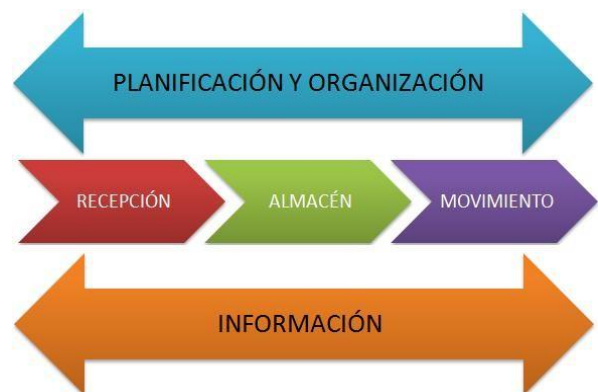 PLANIFICACIÓN Y ORGANIZACIÓN
RECEPCIÓN
ALMACÉN
MOVIMIENTO
INFORMACIÓN